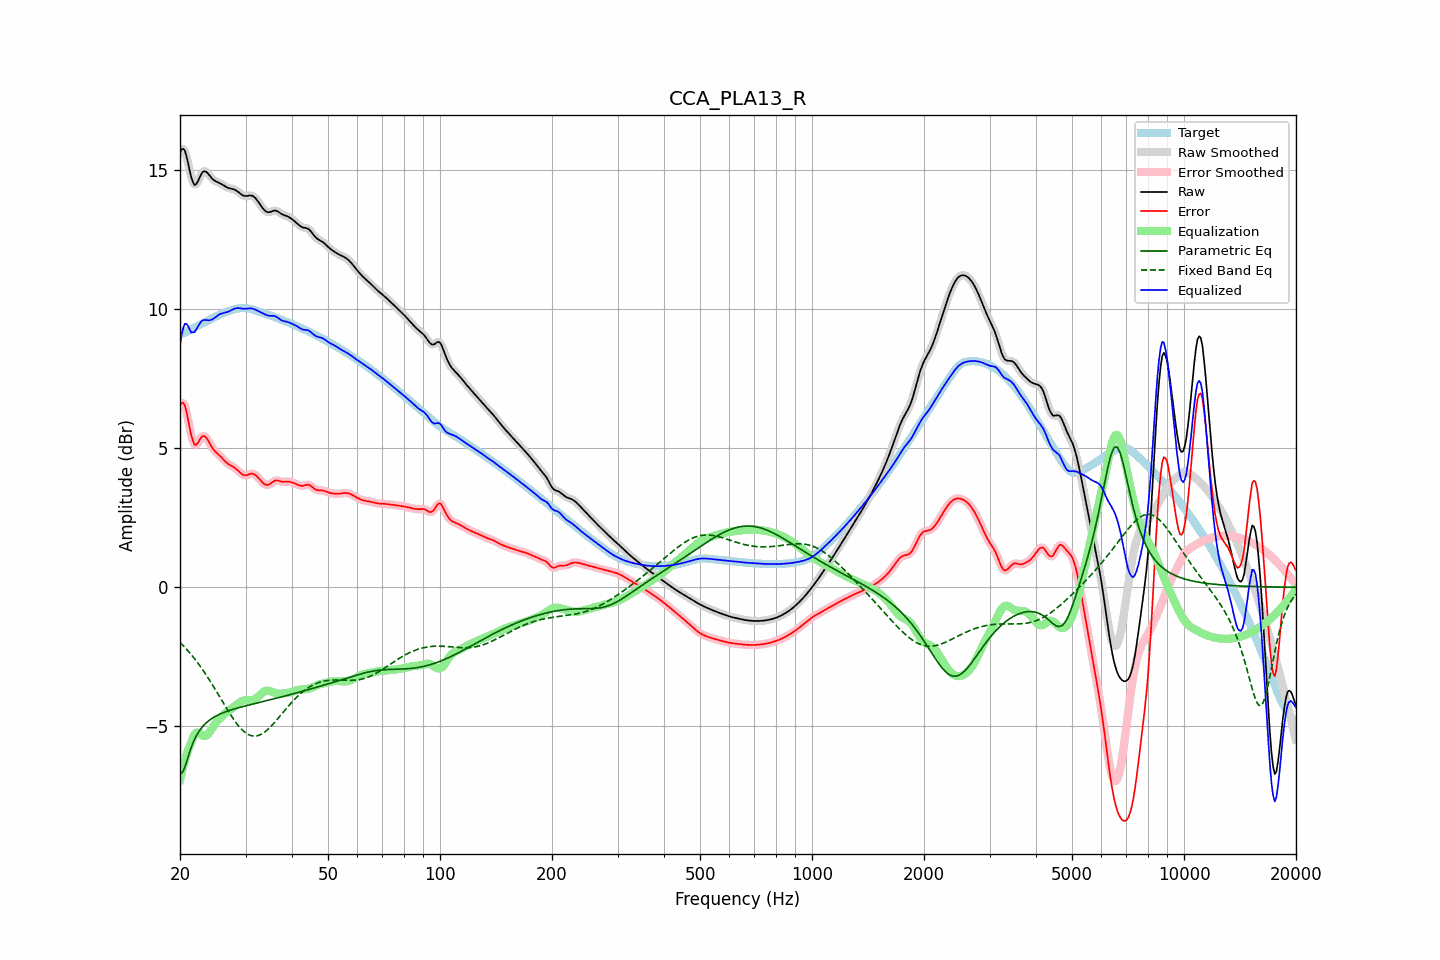 CCA_PLA13_R
Target
Raw Smoothed
Error Smoothed
Raw
Error
Equalization
Parametric Eq
Fixed Band Eq
Equalized
15
10
5
0
−5
Amplitude (dBr)
20 50 100 200 500 1000 2000 5000 10000 20000
Frequency (Hz)